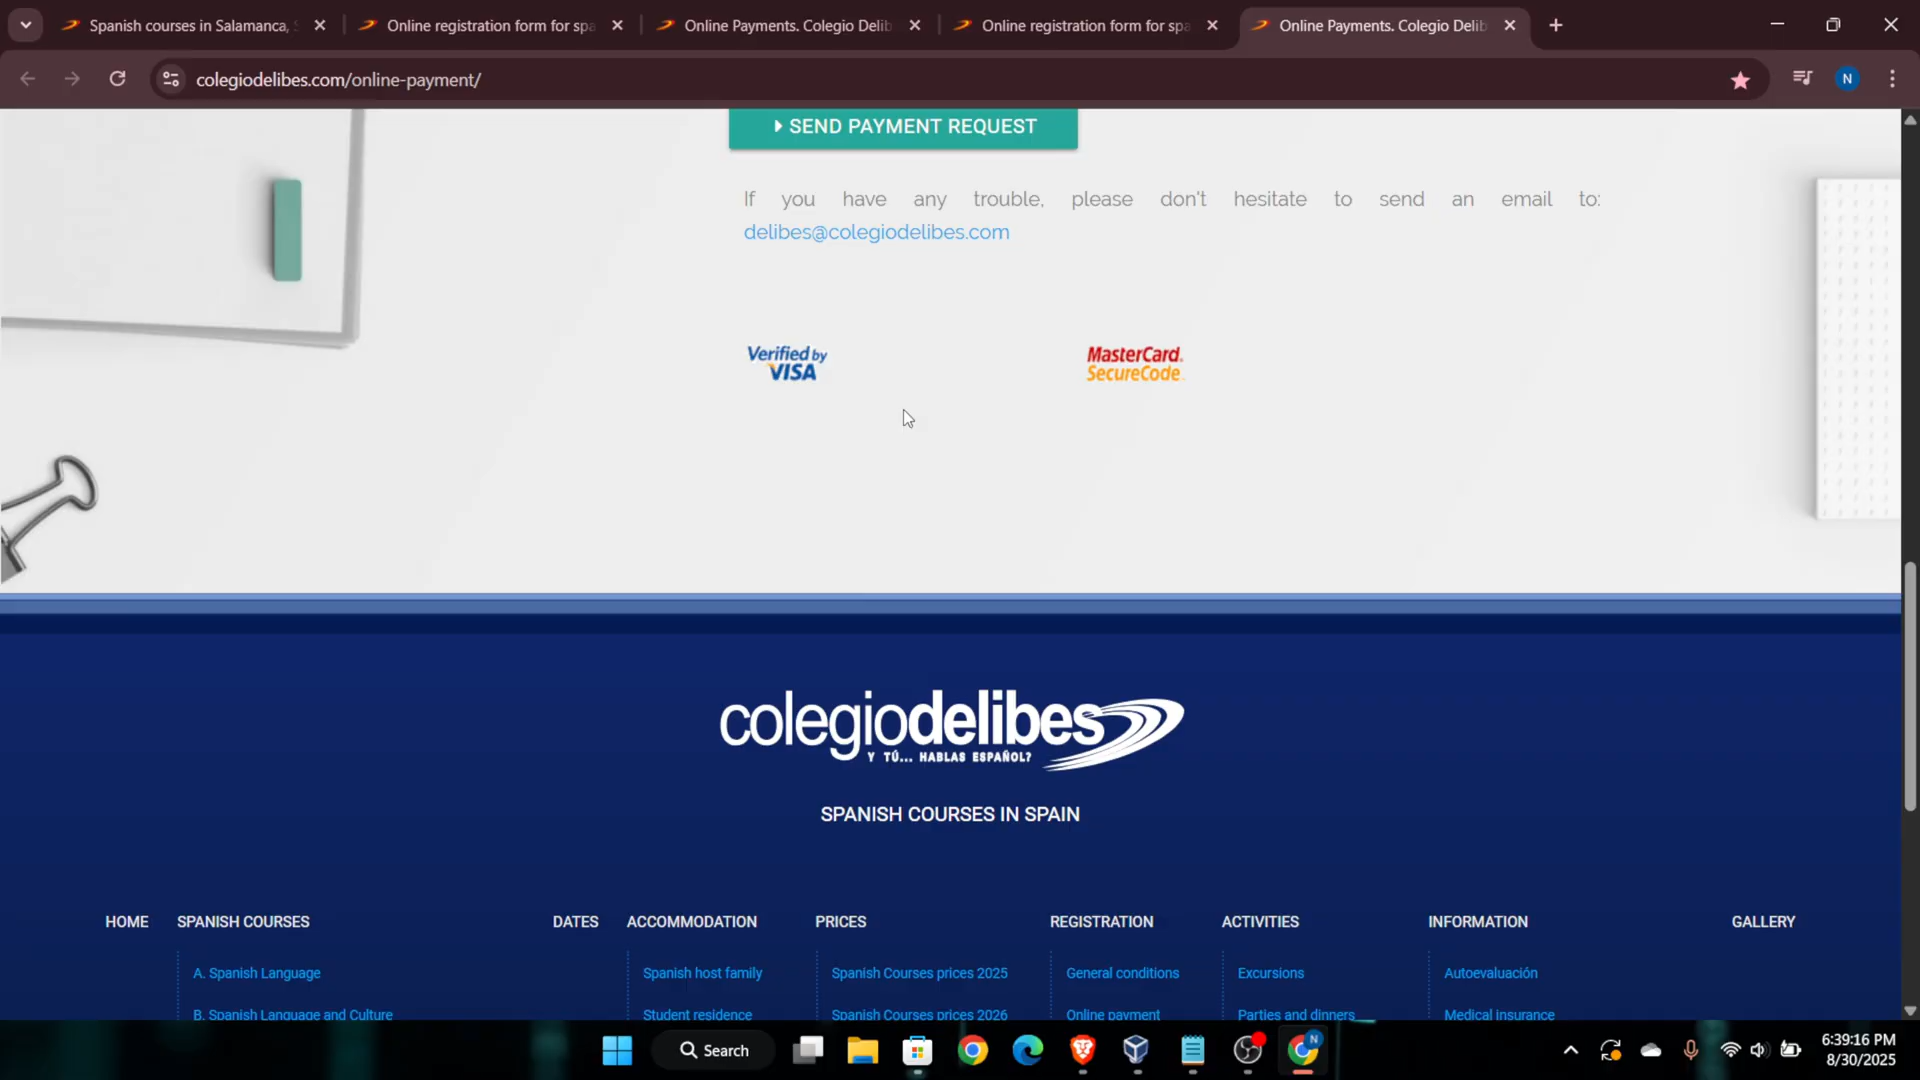 Spanish courses in Salamanca,
Online registration form for spa
Online Payments. Colegio Delib
Online registration form for spa
Online Payments. Colegio Delib
colegiodelibes.com/online-payment/
N
SEND PAYMENT REQUEST
If you have any trouble, please don't hesitate to send an email to:
delibes@colegiodelibes.com
Verified by
VISA
MasterCard.
SecureCode.
colegiodelibes
Y TÚ... HABLAS ESPAÑOL?
SPANISH COURSES IN SPAIN
HOME SPANISH COURSES DATES ACCOMMODATION PRICES REGISTRATION ACTIVITIES INFORMATION GALLERY
A. Spanish Language Spanish host family Spanish Courses prices 2025 General conditions Excursions Autoevaluación
B. Spanish Language and Culture Student residence Spanish Courses prices 2026 Online payment Parties and dinners Medical insurance
Search
N
6:39:16 PM
8/30/2025